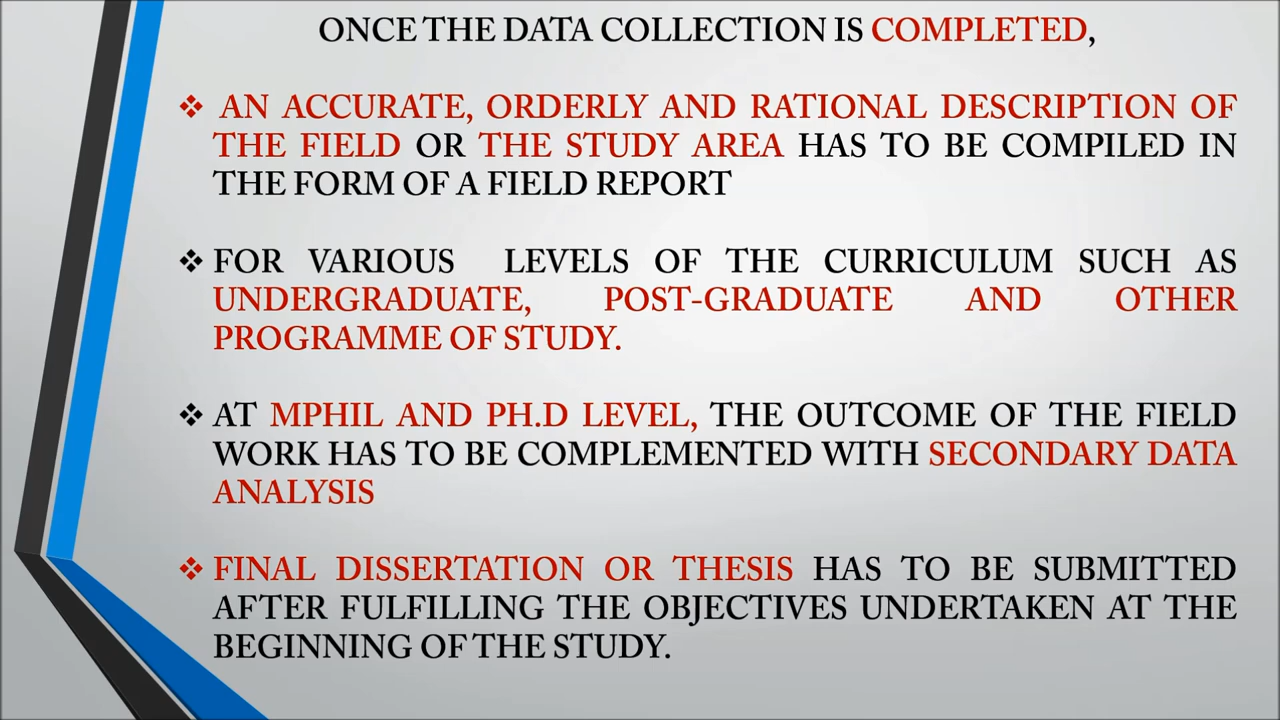 ONCE THE DATA COLLECTION IS COMPLETED,
❖ AN ACCURATE, ORDERLY AND RATIONAL DESCRIPTION OF
THE FIELD OR THE STUDY AREA HAS TO BE COMPILED IN
THE FORM OF A FIELD REPORT
❖ FOR VARIOUS LEVELS OF THE CURRICULUM SUCH AS
UNDERGRADUATE, POST-GRADUATE AND OTHER
PROGRAMME OF STUDY.
❖ AT MPHIL AND PH.D LEVEL, THE OUTCOME OF THE FIELD
WORK HAS TO BE COMPLEMENTED WITH SECONDARY DATA
ANALYSIS
❖ FINAL DISSERTATION OR THESIS HAS TO BE SUBMITTED
AFTER FULFILLING THE OBJECTIVES UNDERTAKEN AT THE
BEGINNING OF THE STUDY.